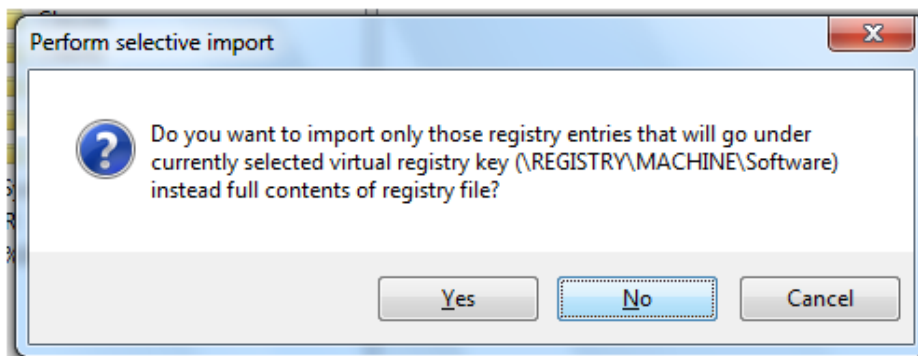 Perform selective import
Do you want to import only those registry entries that will go under
currently selected virtual registry key (\REGISTRY\MACHINE\Software)
instead full contents of registry file?
Yes
No
Cancel